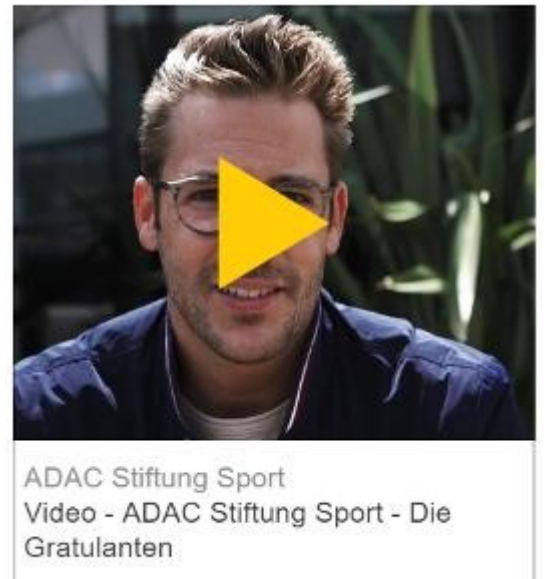 ADAC Stiftung Sport
Video - ADAC Stiftung Sport - Die
Gratulanten